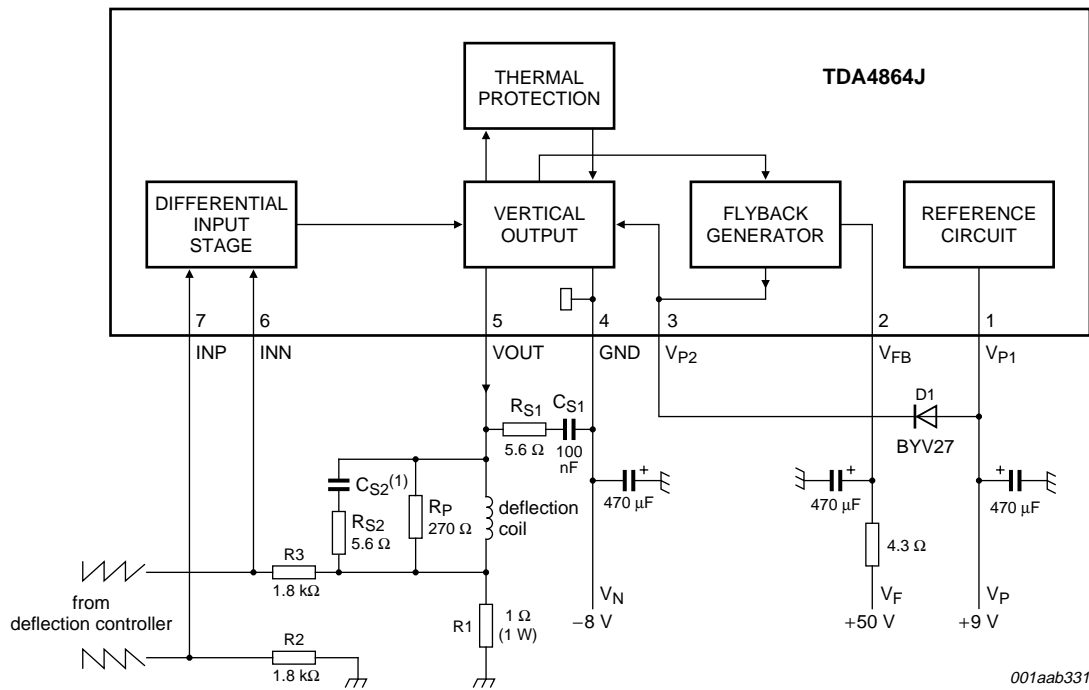 TDA4864J
THERMAL
PROTECTION
DIFFERENTIAL
INPUT
STAGE
VERTICAL
OUTPUT
FLYBACK
GENERATOR
REFERENCE
CIRCUIT
7
6
5
4
3
2
1
INP
INN
VOUT
GND
VP2
VFB
VP1
D1
BYV27
RS1
5.6 Ω
CS1
100
nF
CS2(1)
RS2
5.6 Ω
RP
270 Ω
deflection
coil
470 μF
+
470 μF
+
470 μF
+
4.3 Ω
R3
1.8 kΩ
from
deflection controller
R2
1.8 kΩ
R1
1 Ω
(1 W)
VN
−8 V
VF
+50 V
VP
+9 V
001aab331